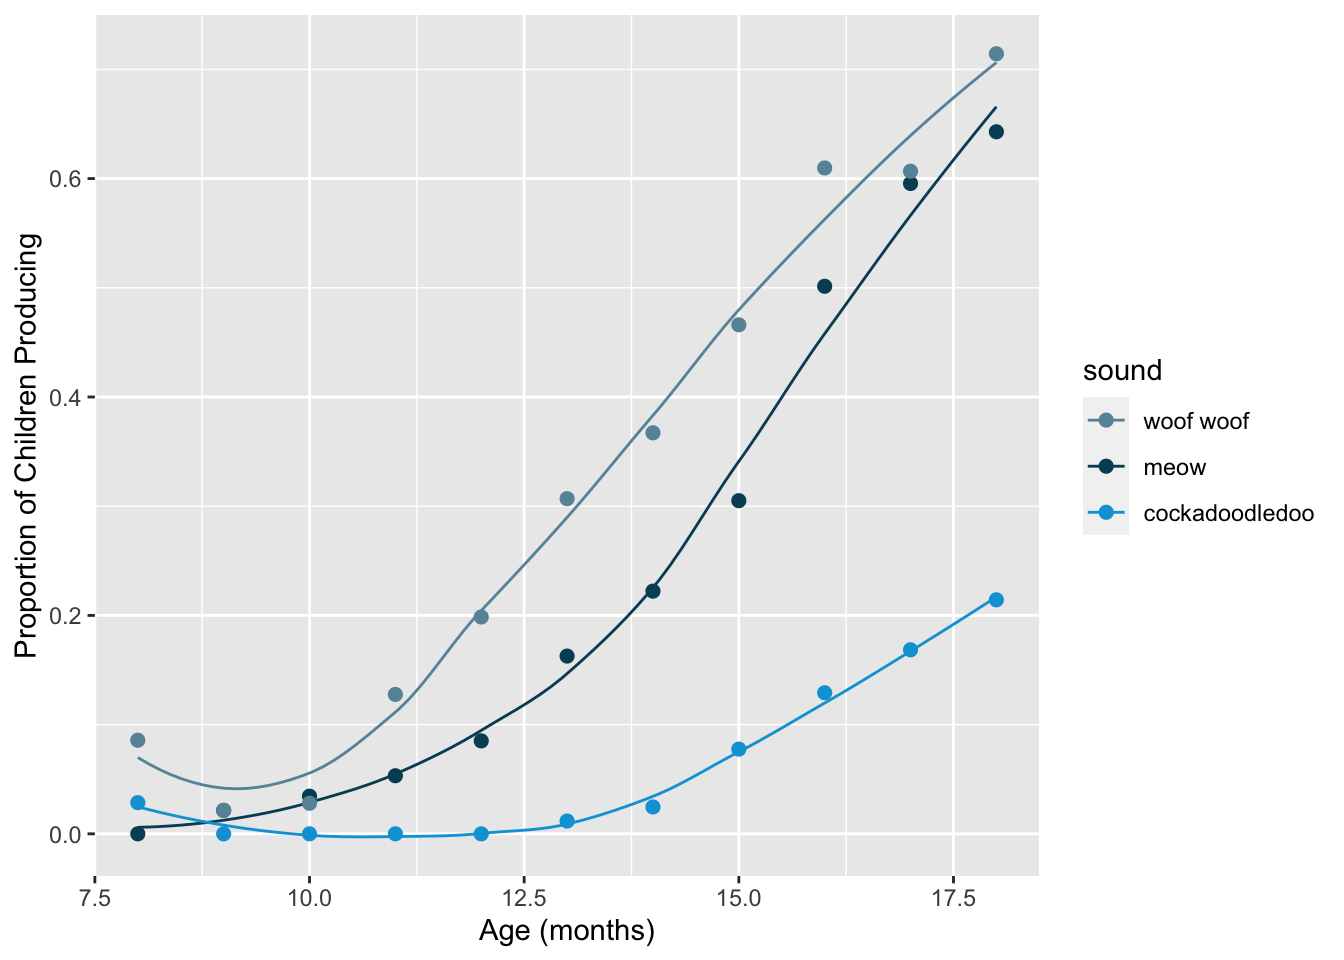 Proportion of Children Producing
0.6
0.4
0.2
0.0
7.5 10.0 12.5 15.0 17.5
Age (months)
sound
woof woof
meow
cockadoodledoo